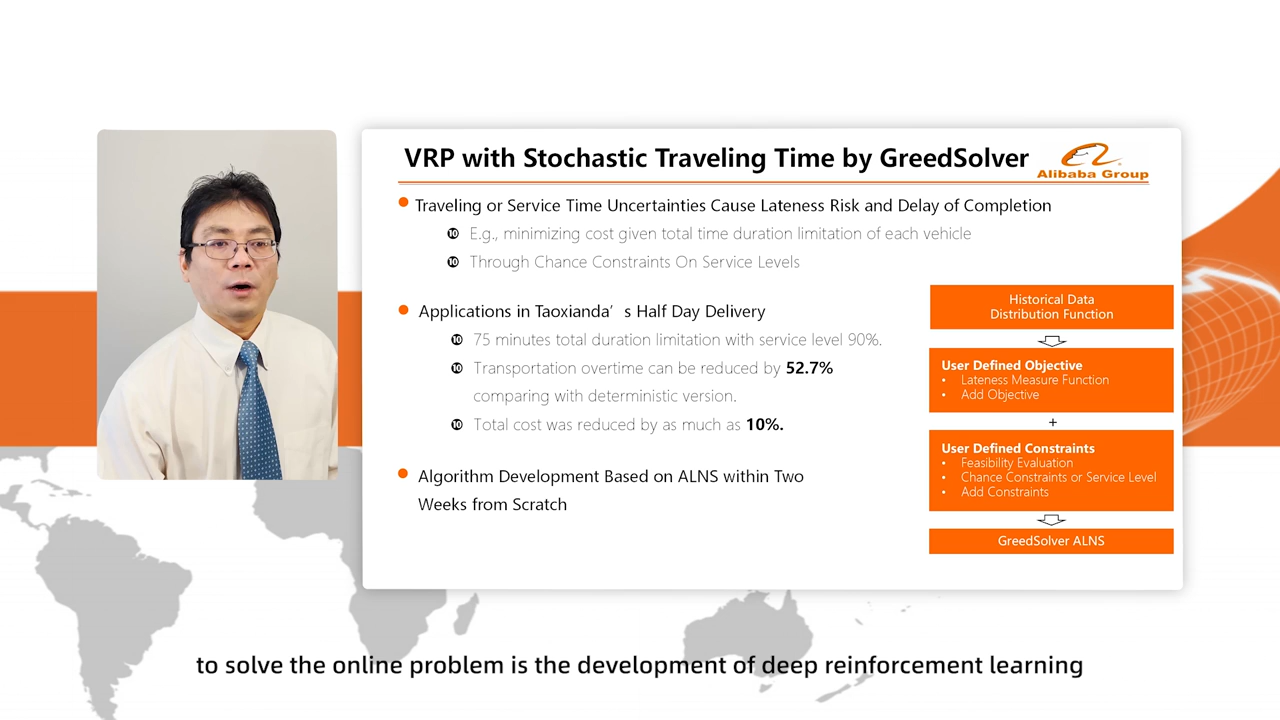 VRP with Stochastic Traveling Time by GreedSolver
Alibaba Group
Traveling or Service Time Uncertainties Cause Lateness Risk and Delay of Completion
❿ E.g., minimizing cost given total time duration limitation of each vehicle
❿ Through Chance Constraints On Service Levels
Applications in Taoxianda’s Half Day Delivery
❿ 75 minutes total duration limitation with service level 90%.
❿ Transportation overtime can be reduced by 52.7%
comparing with deterministic version.
❿ Total cost was reduced by as much as 10%.
Algorithm Development Based on ALNS within Two
Weeks from Scratch
Historical Data
Distribution Function
User Defined Objective
• Lateness Measure Function
• Add Objective
+
User Defined Constraints
• Feasibility Evaluation
• Chance Constraints or Service Level
• Add Constraints
GreedSolver ALNS
to solve the online problem is the development of deep reinforcement learning